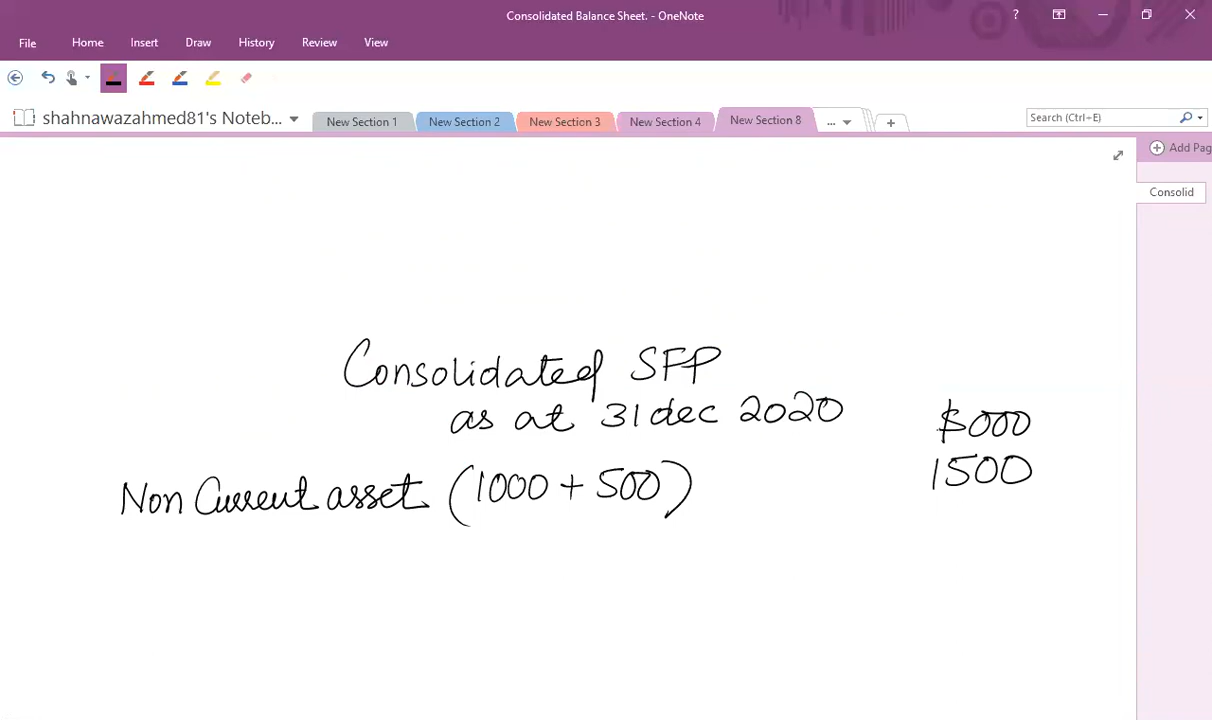 Consolidated Balance Sheet. - OneNote
?
File Home Insert Draw History Review View
shahnawazahmed81's Noteb...
New Section 1
New Section 2
New Section 3
New Section 4
New Section 8
...
+
Search (Ctrl+E)
Add Pag
Consolid
Consolidated SFP
as at 31 dec 2020
$000
Non Current asset (1000 + 500) 1500